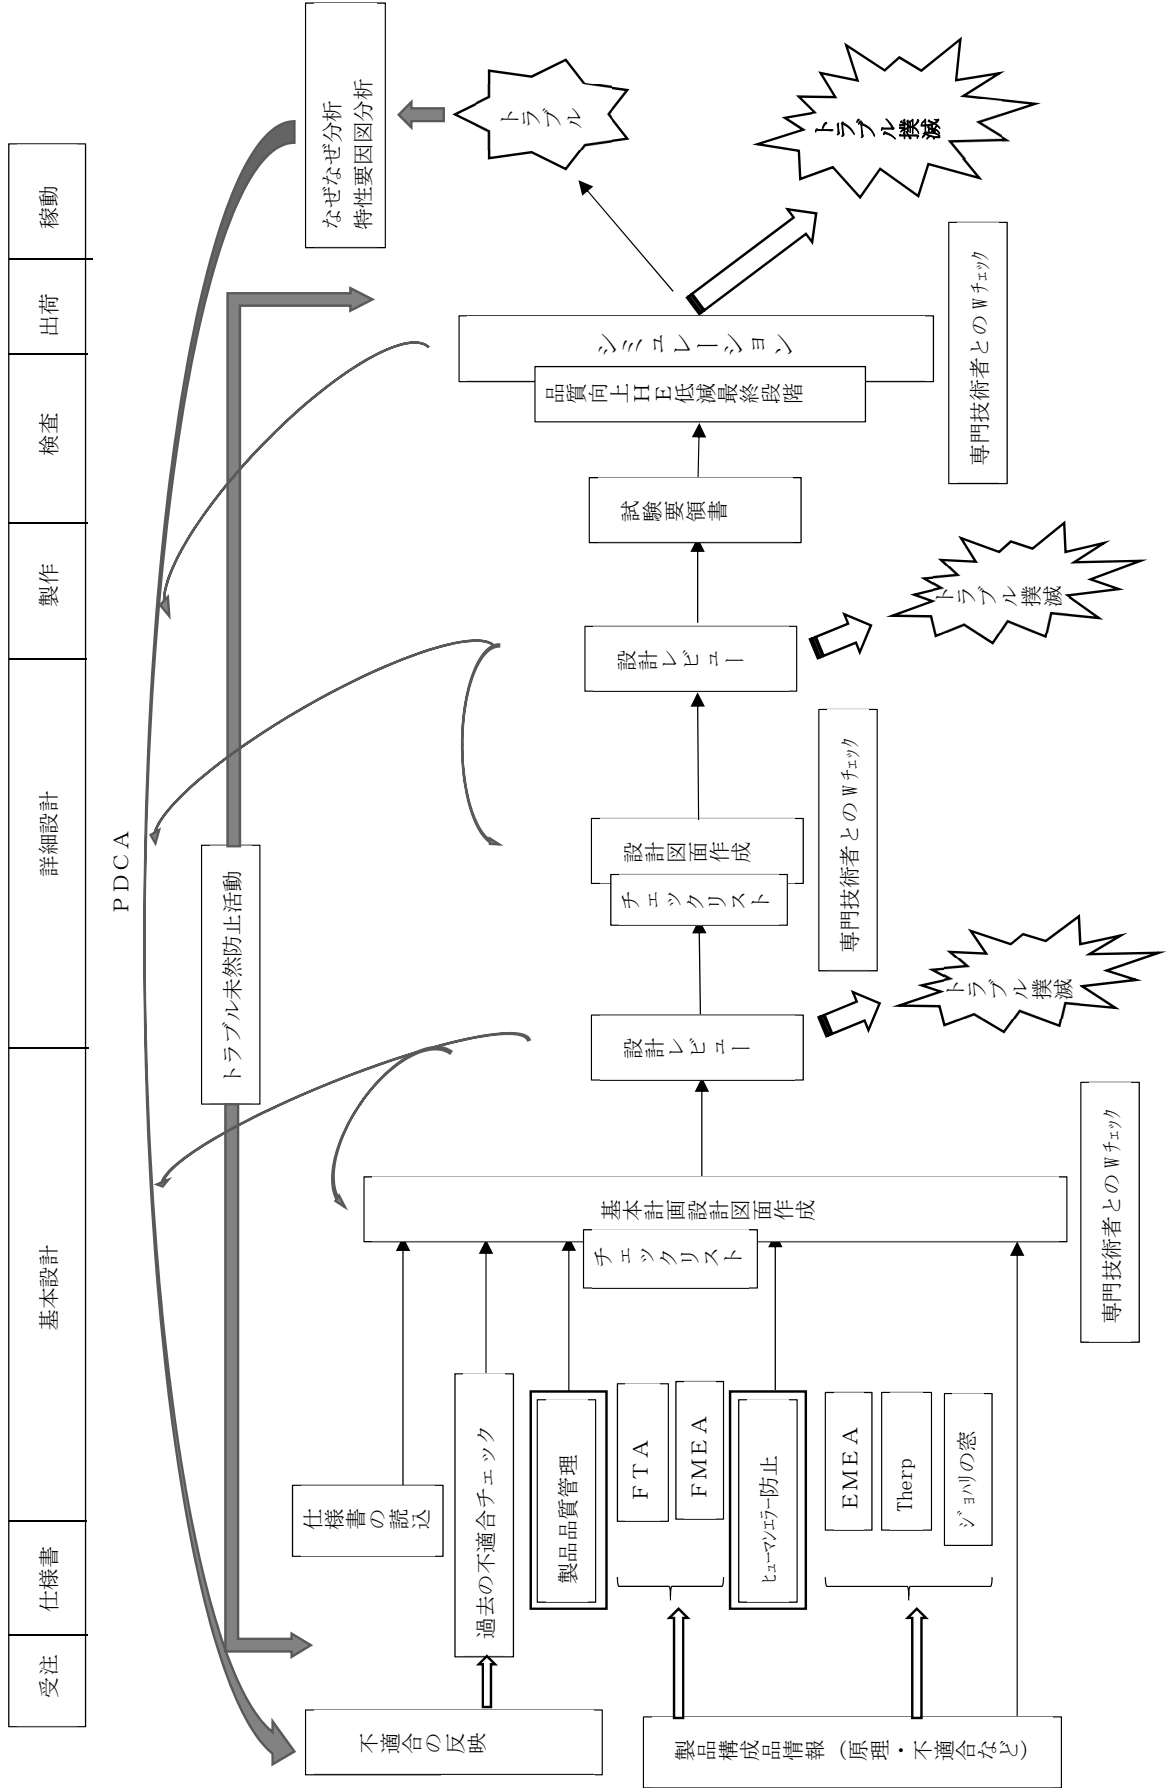 受注
仕様書
基本設計
詳細設計
製作
検査
出荷
稼動
PDCA
トラブル未然防止活動
不適合の反映
製品構成品情報（原理・不適合など）
仕様書の読込
過去の不適合チェック
製品品質管理
FTA
FMEA
ﾋｭｰﾏﾝｴﾗｰ防止
EMEA
Therp
ｼﾞｮﾊﾘの窓
基本計画設計図面作成
チェックリスト
専門技術者とのWﾁｪｯｸ
設計レビュー
トラブル撲滅
設計図面作成
チェックリスト
専門技術者とのWﾁｪｯｸ
設計レビュー
トラブル撲滅
試験要領書
品質向上HE低減最終段階
シミュレーション
専門技術者とのWﾁｪｯｸ
トラブル撲滅
トラブル
なぜなぜ分析
特性要因図分析